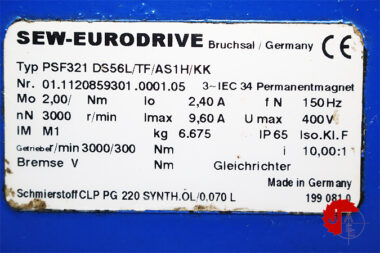 SEW-EURODRIVE Bruchsal / Germany CE
Typ PSF321 DS56L/TF/AS1H/KK
Nr. 01.1120859301.0001.05 3~IEC 34 Permanentmagnet
Mo 2,00/ Nm Io 2,40 A f N 150 Hz
nN 3000 r/min Imax 9,60 A U max 400V
IM M1 kg 6.675 IP 65 Iso.Kl.F
Getriebe r/min 3000/300 Nm i 10,00:1
Bremse V Nm Gleichrichter
Made in Germany
Schmierstoff CLP PG 220 SYNTH.ÖL/0,070 L 199 081.0